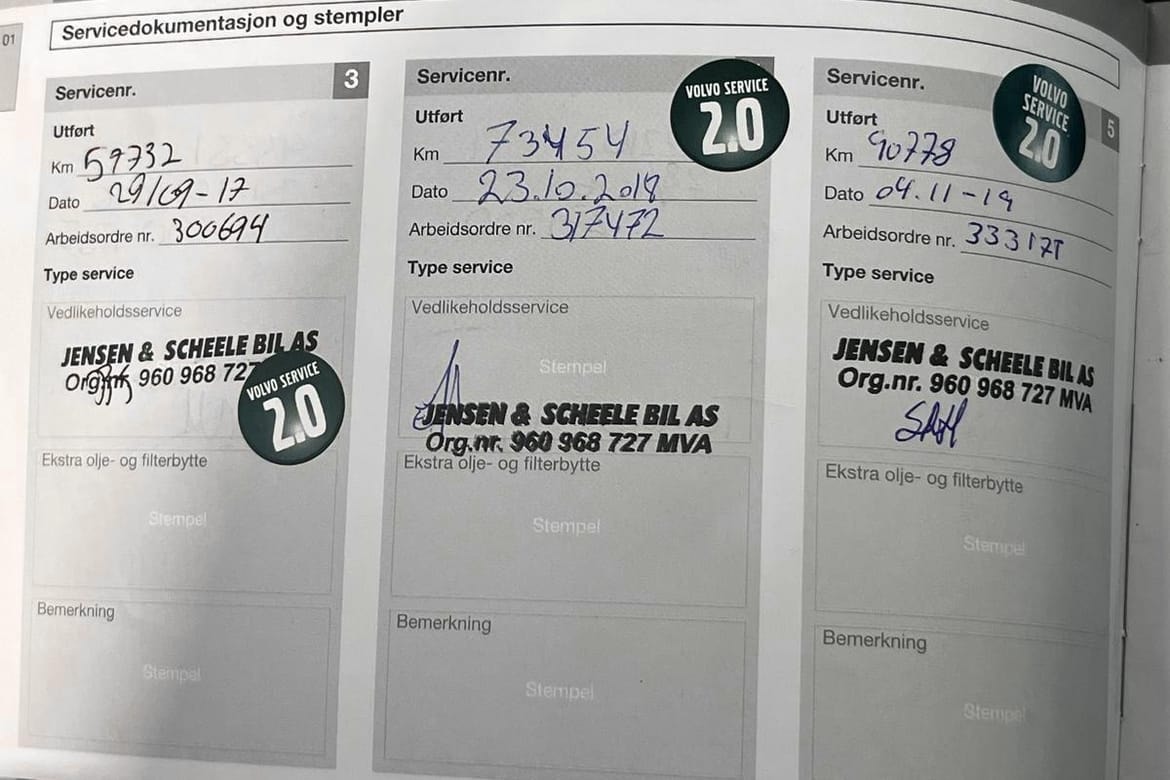 01
Servicedokumentasjon og stempler
Servicenr. 3
Utført
Km 59732
Dato 29/09-17
Arbeidsordre nr. 300694
Type service
Vedlikeholdsservice
JENSEN & SCHEELE BIL AS
960 968 727
VOLVO SERVICE
2.0
Ekstra olje- og filterbytte
Stempel
Bemerkning
Stempel
Servicenr.
VOLVO SERVICE
2.0
Utført
Km 73454
Dato 23.10.2018
Arbeidsordre nr. 317472
Type service
Vedlikeholdsservice
Stempel
JENSEN & SCHEELE BIL AS
Org.nr. 960 968 727 MVA
Ekstra olje- og filterbytte
Stempel
Bemerkning
Stempel
Servicenr. 5
VOLVO
SERVICE
2.0
Utført
Km 90778
Dato 04.11-19
Arbeidsordre nr.
Type service
Vedlikeholdsservice
JENSEN & SCHEELE BIL AS
Org.nr. 960 968 727 MVA
Ekstra olje- og filterbytte
Stempel
Bemerkning
Stempel